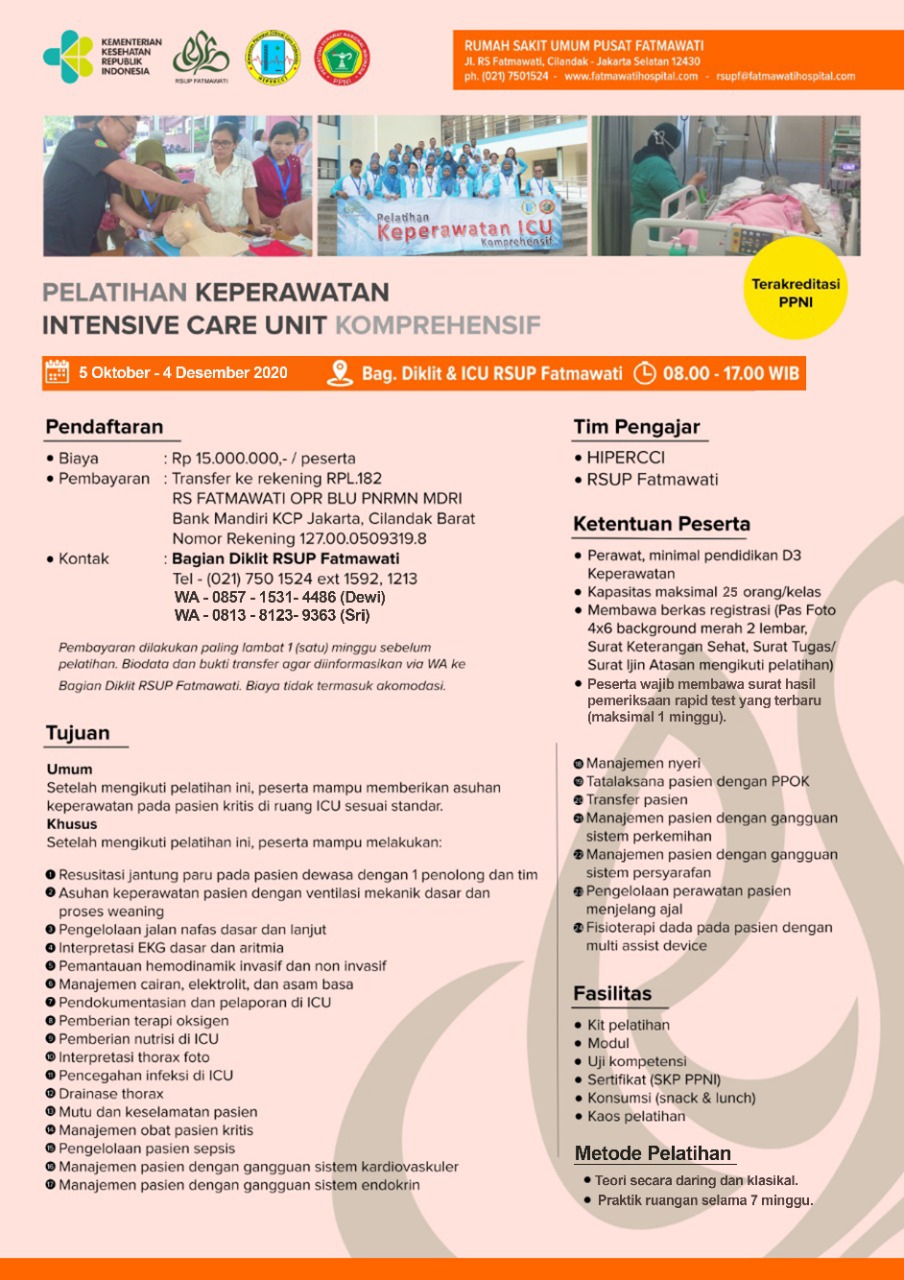 KEMENTERIAN
KESEHATAN
REPUBLIK
INDONESIA
RSUP FATMAWATI
HIPERCCI
PPNI
RUMAH SAKIT UMUM PUSAT FATMAWATI
Jl. RS Fatmawati, Cilandak - Jakarta Selatan 12430
ph. (021) 7501524 - www.fatmawatihospital.com - rsupf@fatmawatihospital.com
Pelatihan
Keperawatan ICU
Komprehensif
Terakreditasi
PPNI
PELATIHAN KEPERAWATAN
INTENSIVE CARE UNIT KOMPREHENSIF
5 Oktober - 4 Desember 2020 Bag. Diklit & ICU RSUP Fatmawati 08.00 - 17.00 WIB
Pendaftaran
• Biaya : Rp 15.000.000,- / peserta
• Pembayaran : Transfer ke rekening RPL.182
RS FATMAWATI OPR BLU PNRMN MDRI
Bank Mandiri KCP Jakarta, Cilandak Barat
Nomor Rekening 127.00.0509319.8
• Kontak : Bagian Diklit RSUP Fatmawati
Tel - (021) 750 1524 ext 1592, 1213
WA - 0857 - 1531- 4486 (Dewi)
WA - 0813 - 8123- 9363 (Sri)
Pembayaran dilakukan paling lambat 1 (satu) minggu sebelum
pelatihan. Biodata dan bukti transfer agar diinformasikan via WA ke
Bagian Diklit RSUP Fatmawati. Biaya tidak termasuk akomodasi.
Tim Pengajar
• HIPERCCI
• RSUP Fatmawati
Ketentuan Peserta
• Perawat, minimal pendidikan D3
Keperawatan
• Kapasitas maksimal 25 orang/kelas
• Membawa berkas registrasi (Pas Foto
4x6 background merah 2 lembar,
Surat Keterangan Sehat, Surat Tugas/
Surat Ijin Atasan mengikuti pelatihan)
• Peserta wajib membawa surat hasil
pemeriksaan rapid test yang terbaru
(maksimal 1 minggu).
Tujuan
Umum
Setelah mengikuti pelatihan ini, peserta mampu memberikan asuhan
keperawatan pada pasien kritis di ruang ICU sesuai standar.
Khusus
Setelah mengikuti pelatihan ini, peserta mampu melakukan:
1 Resusitasi jantung paru pada pasien dewasa dengan 1 penolong dan tim
2 Asuhan keperawatan pasien dengan ventilasi mekanik dasar dan
proses weaning
3 Pengelolaan jalan nafas dasar dan lanjut
4 Interpretasi EKG dasar dan aritmia
5 Pemantauan hemodinamik invasif dan non invasif
6 Manajemen cairan, elektrolit, dan asam basa
7 Pendokumentasian dan pelaporan di ICU
8 Pemberian terapi oksigen
9 Pemberian nutrisi di ICU
10 Interpretasi thorax foto
11 Pencegahan infeksi di ICU
12 Drainase thorax
13 Mutu dan keselamatan pasien
14 Manajemen obat pasien kritis
15 Pengelolaan pasien sepsis
16 Manajemen pasien dengan gangguan sistem kardiovaskuler
17 Manajemen pasien dengan gangguan sistem endokrin
18 Manajemen nyeri
19 Tatalaksana pasien dengan PPOK
20 Transfer pasien
21 Manajemen pasien dengan gangguan
sistem perkemihan
22 Manajemen pasien dengan gangguan
sistem persyarafan
23 Pengelolaan perawatan pasien
menjelang ajal
24 Fisioterapi dada pada pasien dengan
multi assist device
Fasilitas
• Kit pelatihan
• Modul
• Uji kompetensi
• Sertifikat (SKP PPNI)
• Konsumsi (snack & lunch)
• Kaos pelatihan
Metode Pelatihan
• Teori secara daring dan klasikal.
• Praktik ruangan selama 7 minggu.